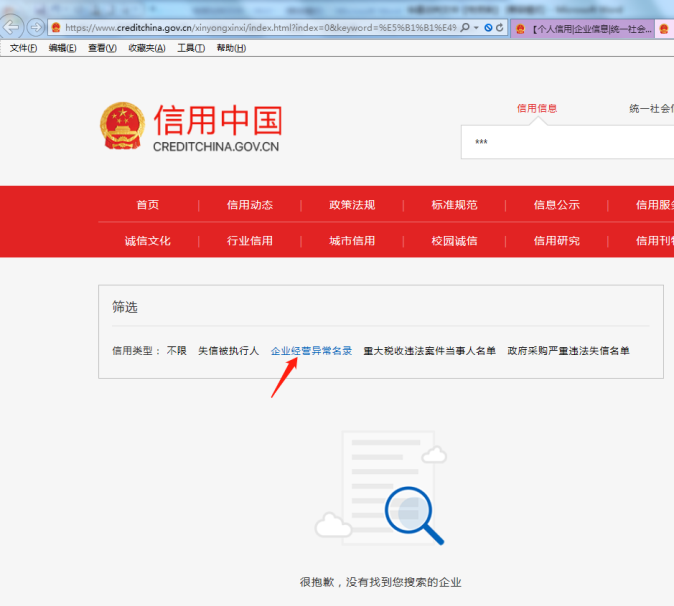 https://www.creditchina.gov.cn/xinyongxinxi/index.html?index=0&keyword=%E5%B1%B1%E49 【个人信用|企业信息|统一社会...
文件(F) 编辑(E) 查看(V) 收藏夹(A) 工具(T) 帮助(H)
信用信息 统一社会
信用中国
CREDITCHINA.GOV.CN
***
首页 | 信用动态 | 政策法规 | 标准规范 | 信息公示 | 信用服
诚信文化 | 行业信用 | 城市信用 | 校园诚信 | 信用研究 | 信用刊
筛选
信用类型： 不限 失信被执行人 企业经营异常名录 重大税收违法案件当事人名单 政府采购严重违法失信名单
很抱歉，没有找到您搜索的企业